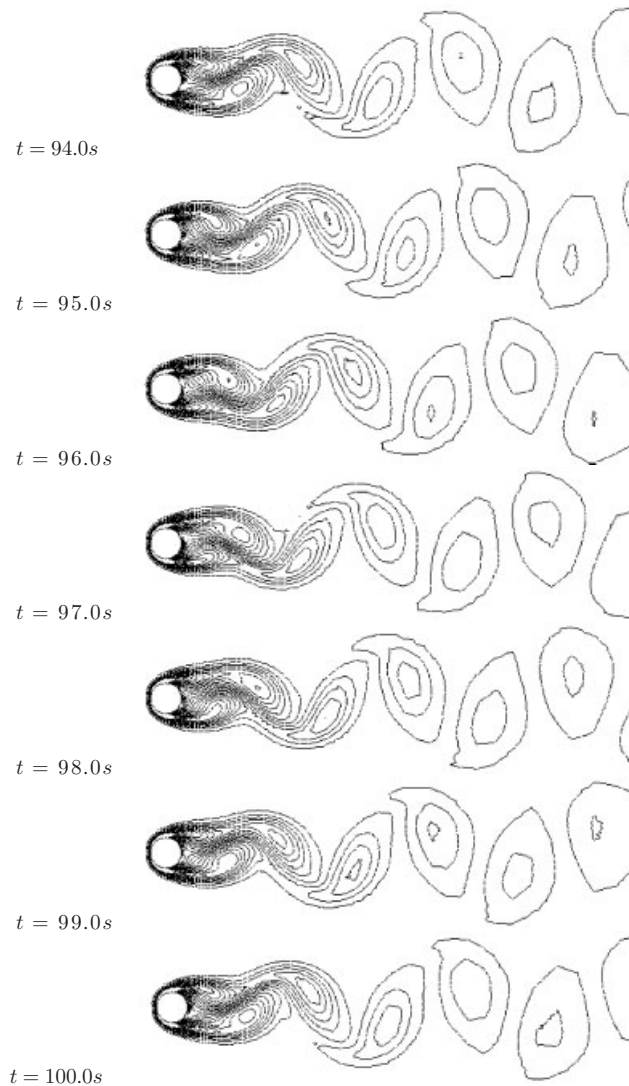 t = 94.0s
t = 95.0s
t = 96.0s
t = 97.0s
t = 98.0s
t = 99.0s
t = 100.0s